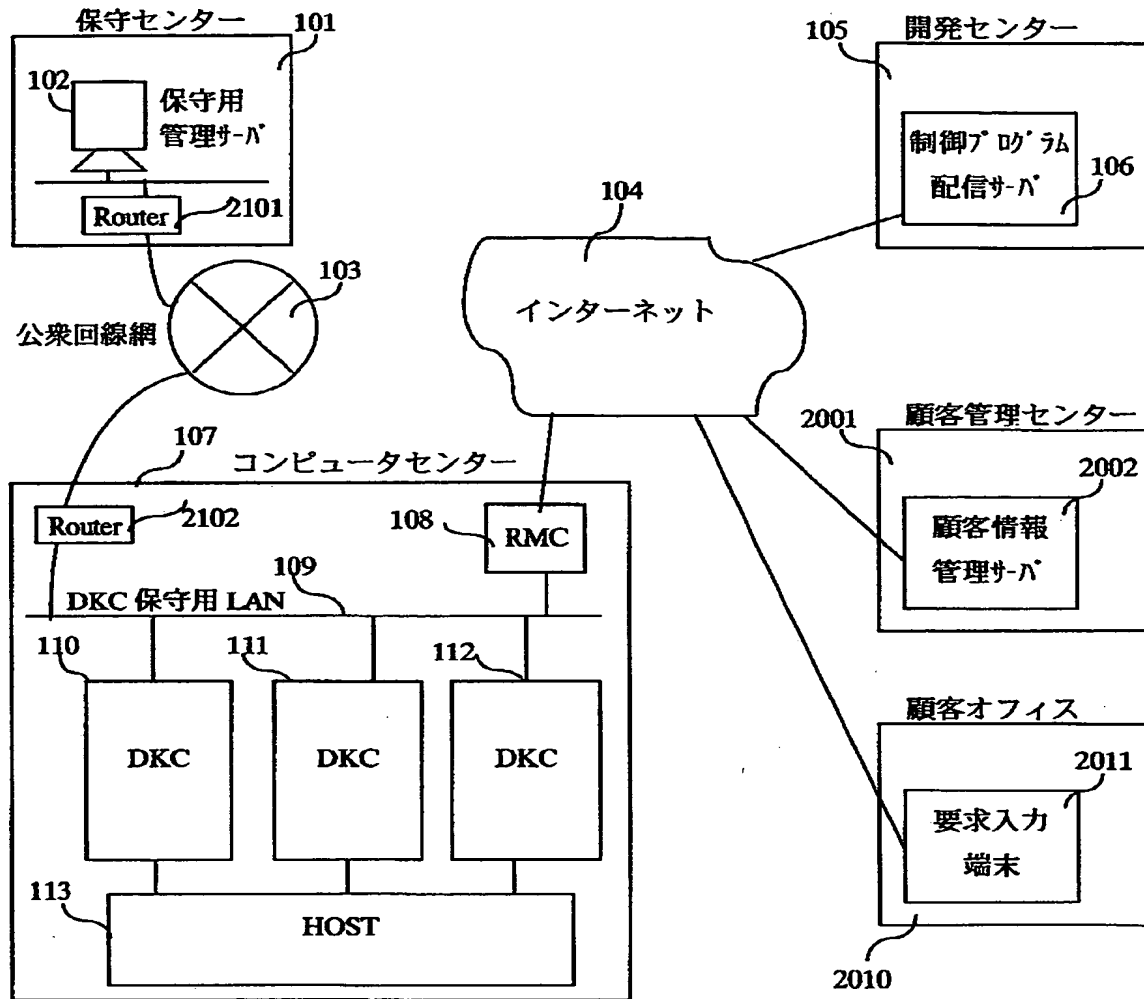 保守センター
101
102
保守用
管理サーバ
Router
2101
103
公衆回線網
104
インターネット
開発センター
105
制御プログラム
配信サーバ
106
顧客管理センター
2001
2002
顧客情報
管理サーバ
顧客オフィス
2011
要求入力
端末
2010
107
コンピュータセンター
Router
2102
108
RMC
109
DKC 保守用 LAN
110
111
112
DKC
DKC
DKC
113
HOST